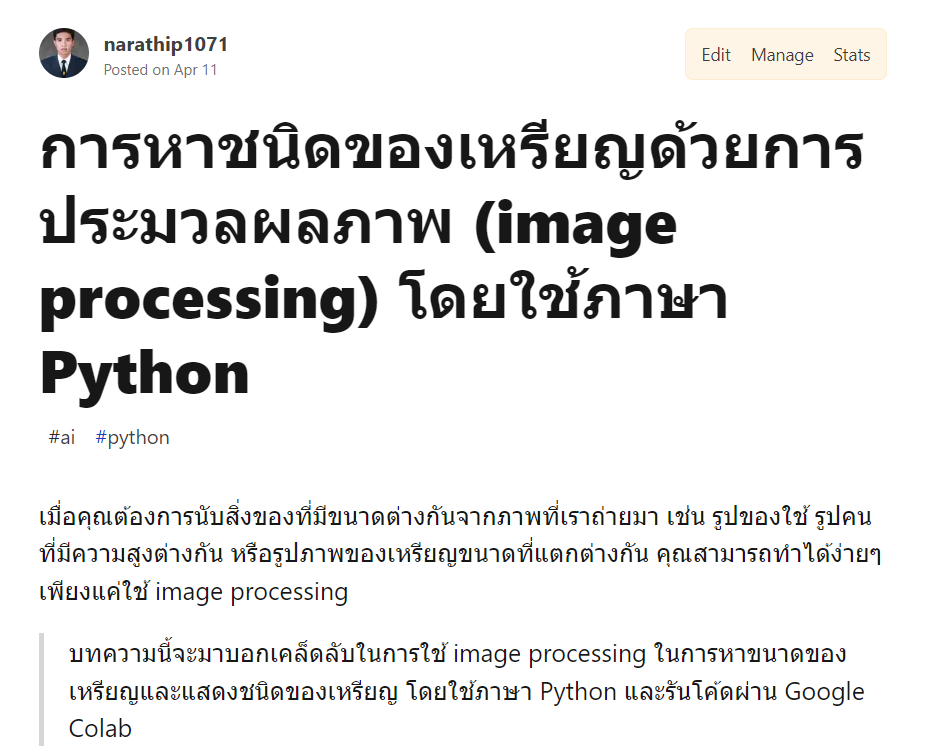 narathip1071
Posted on Apr 11
Edit Manage Stats
การหาชนิดของเหรียญด้วยการ
ประมวลผลภาพ (image
processing) โดยใช้ภาษา
Python
#ai #python
เมื่อคุณต้องการนับสิ่งของที่มีขนาดต่างกันจากภาพที่เราถ่ายมา เช่น รูปของใช้ รูปคน
ที่มีความสูงต่างกัน หรือรูปภาพของเหรียญขนาดที่แตกต่างกัน คุณสามารถทำได้ง่ายๆ
เพียงแค่ใช้ image processing
บทความนี้จะมาบอกเคล็ดลับในการใช้ image processing ในการหาขนาดของ
เหรียญและแสดงชนิดของเหรียญ โดยใช้ภาษา Python และรันโค้ดผ่าน Google
Colab